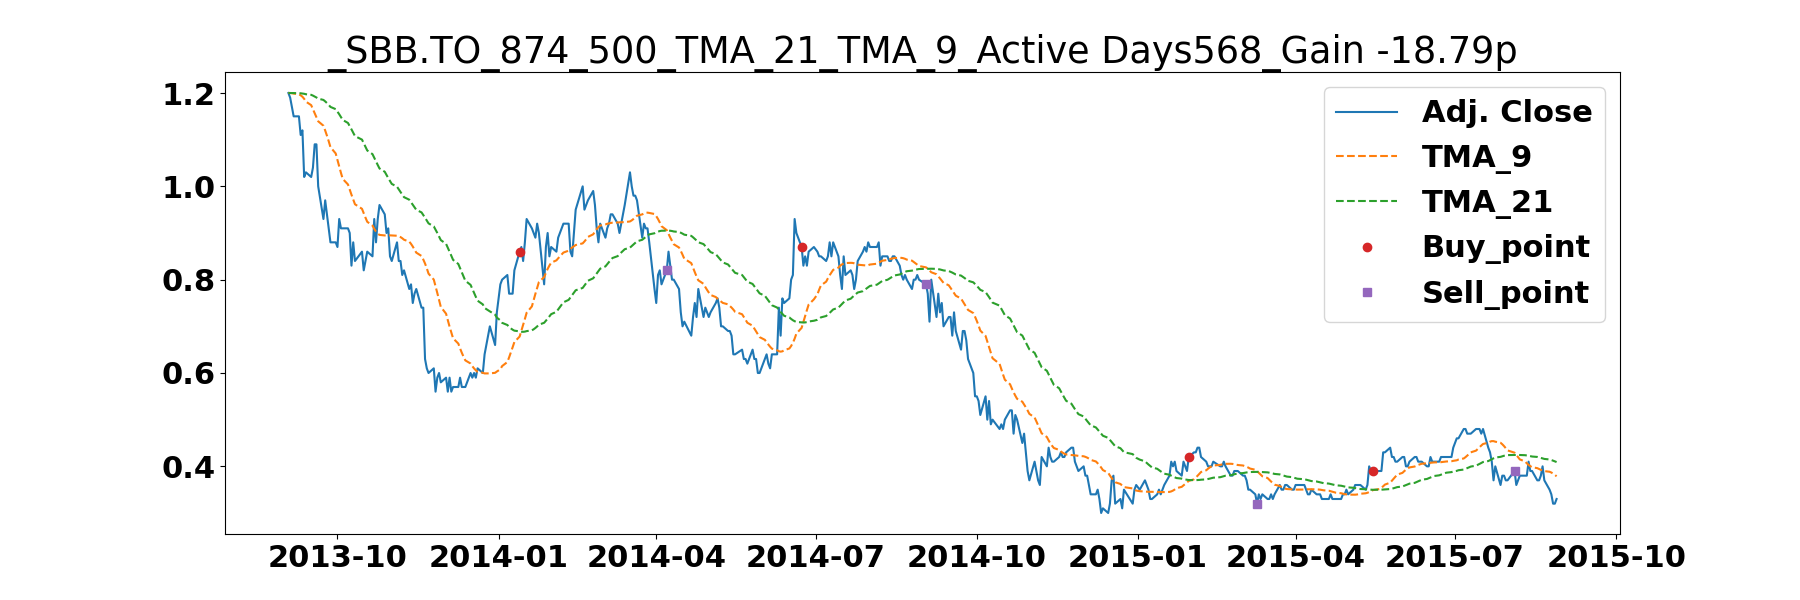 _SBB.TO_874_500_TMA_21_TMA_9_Active Days568_Gain -18.79p
1.2
1.0
0.8
0.6
0.4
Adj. Close
TMA_9
TMA_21
Buy_point
Sell_point
2013-10 2014-01 2014-04 2014-07 2014-10 2015-01 2015-04 2015-07 2015-10